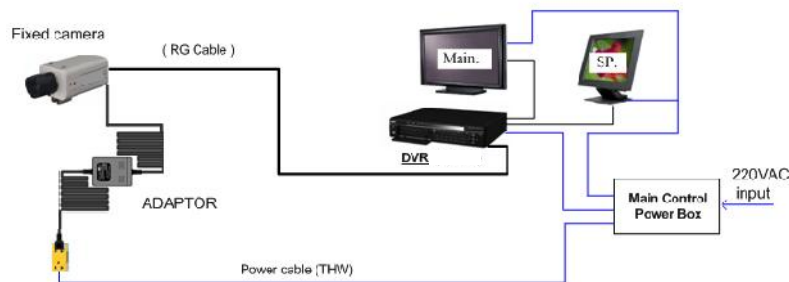 Fixed camera
( RG Cable )
Main.
SP.
DVR
ADAPTOR
220VAC
input
Main Control
Power Box
Power cable (THW)